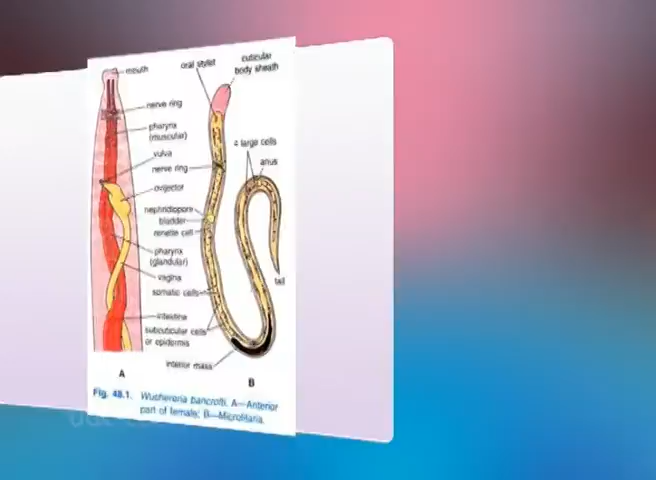 mouth
oral stylet
cuticular
body sheath
nerve ring
pharynx
(muscular)
large cells
vulva
anus
nerve ring
ovijector
nephridiopore
bladder
renette cell
pharynx
(glandular)
vagina
tail
somatic cells
intestine
subcuticular cells
or epidermis
interior mass
A
B
Fig. 48.1. Wuchereria bancrofti. A—Anterior
part of female; B—Microfilaria.